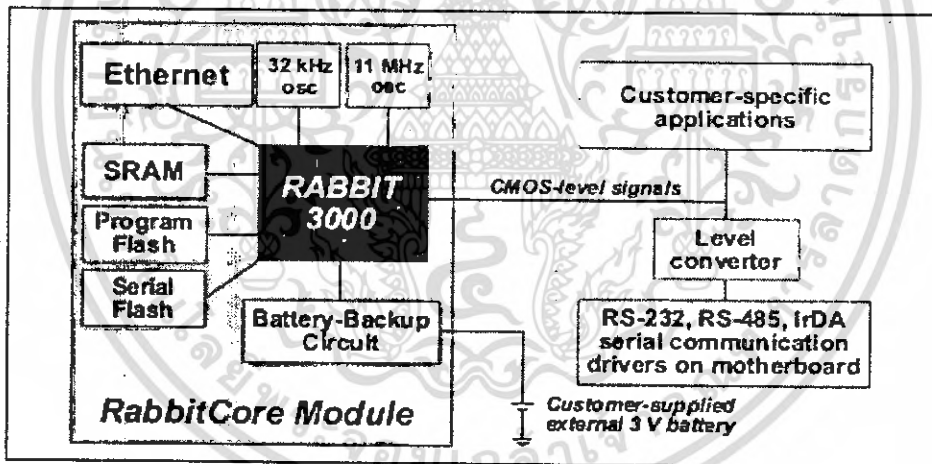 Ethernet
32 kHz
osc
11 MHz
osc
SRAM
Program
Flash
Serial
Flash
RABBIT
3000
Battery-Backup
Circuit
RabbitCore Module
CMOS-level signals
Customer-specific
applications
Level
converter
RS-232, RS-485, IrDA
serial communication
drivers on motherboard
Customer-supplied
external 3 V battery